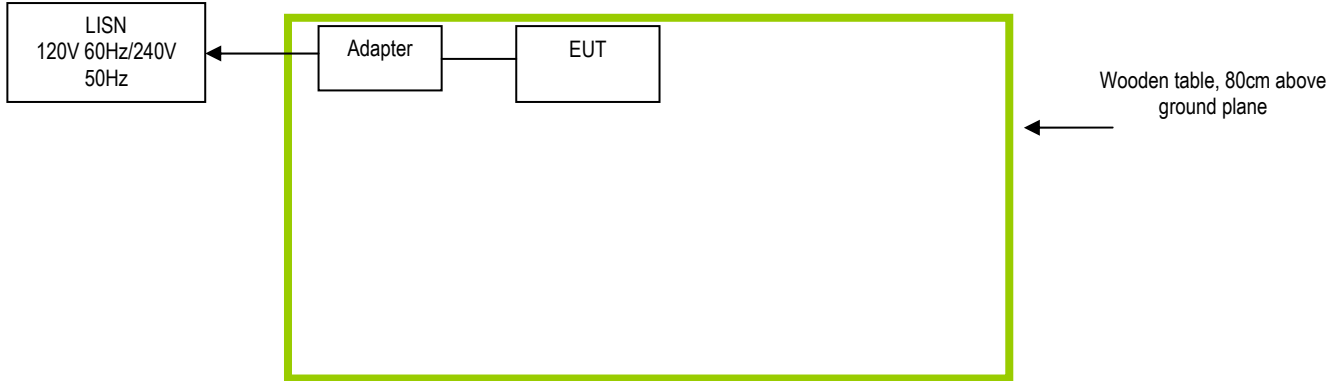 LISN
120V 60Hz/240V
50Hz
Adapter
EUT
Wooden table, 80cm above
ground plane